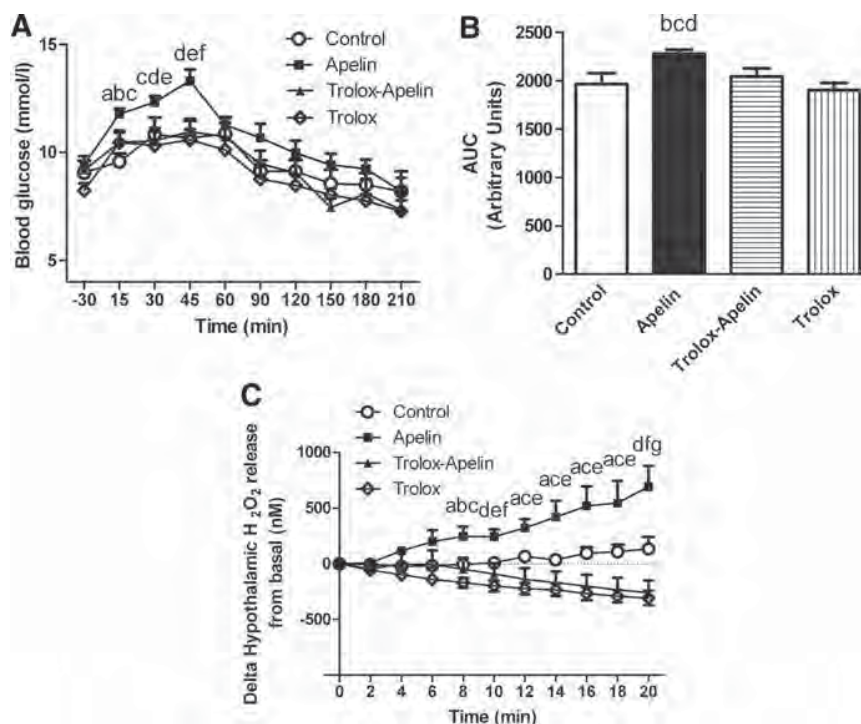 A
Control
Apelin
Trolox-Apelin
Trolox
abc
cde
def
Blood glucose (mmol/l)
15
10
5
-30 15 30 45 60 90 120 150 180 210
Time (min)
B
bcd
AUC
(Arbitrary Units)
2500
2000
1500
1000
500
0
Control
Apelin
Trolox-Apelin
Trolox
C
Control
Apelin
Trolox-Apelin
Trolox
abc def ace ace ace ace dfg
Delta Hypothalamic H2O2 release
from basal (nM)
1000
500
0
-500
0 2 4 6 8 10 12 14 16 18 20
Time (min)